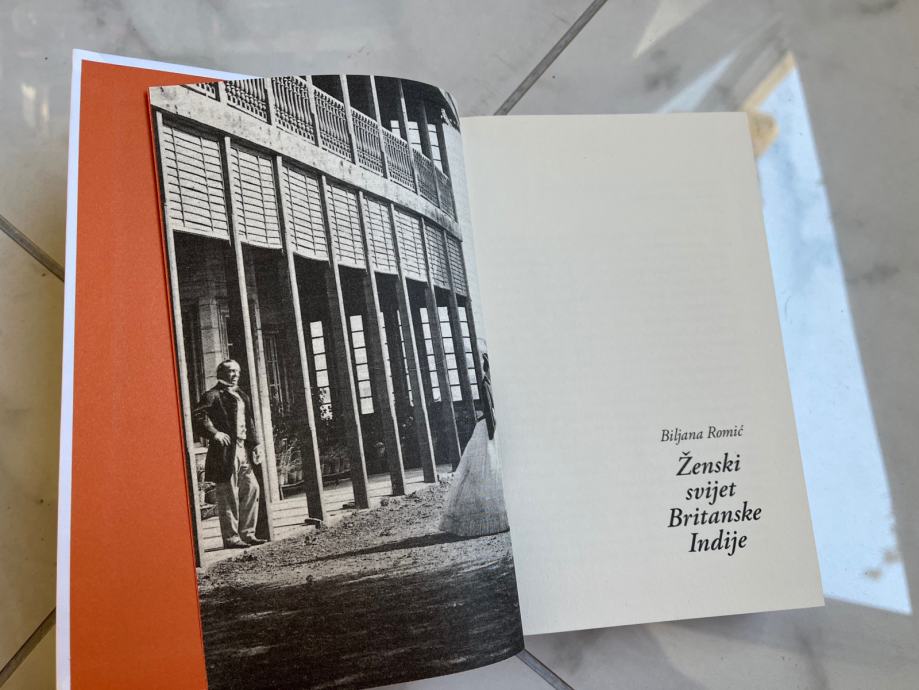 Biljana Romić
Ženski
svijet
Britanske
Indije